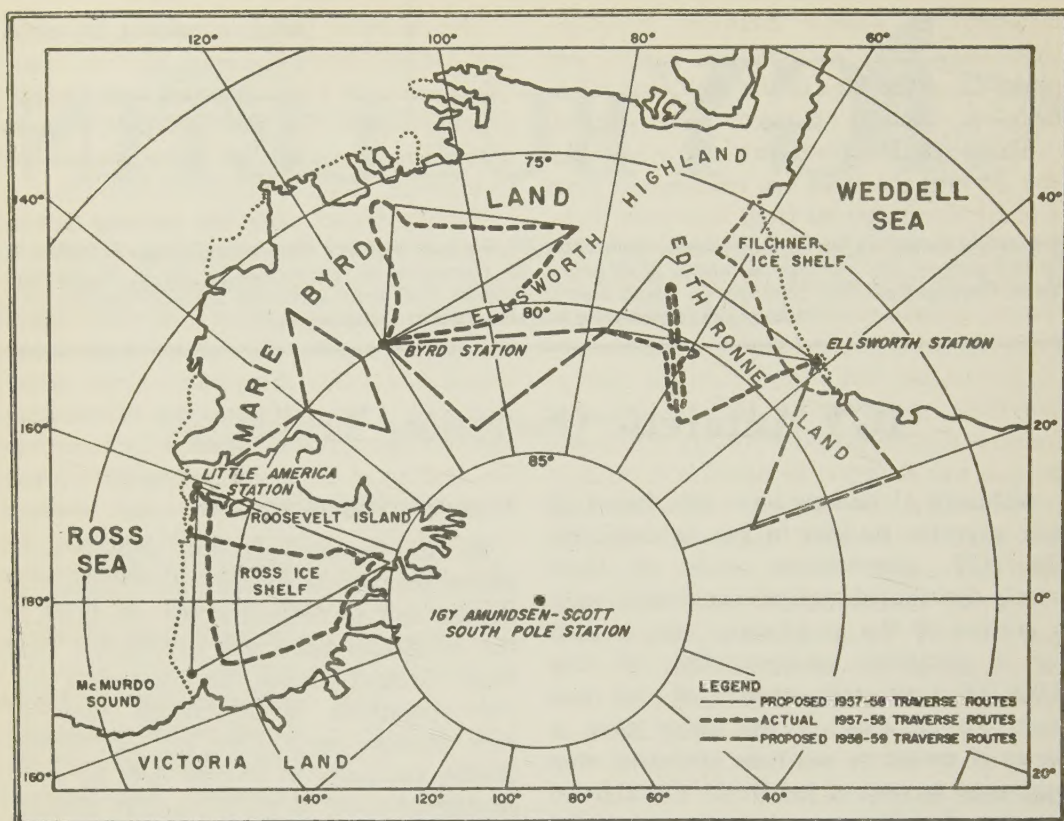 120°
100°
80°
60°
140°
75°
HIGHLAND
WEDDELL
SEA
40°
LAND
BYRD
ELLSWORTH
FILCHNER
ICE SHELF
EDITH RONNE LAND
80°
BYRD STATION
ELLSWORTH STATION
MARIE
160°
20°
85°
LITTLE AMERICA
STATION
ROOSEVELT ISLAND
ROSS
SEA
ROSS ICE
SHELF
180°
0°
IGY AMUNDSEN-SCOTT
SOUTH POLE STATION
McMURDO
SOUND
LEGEND
PROPOSED 1957-58 TRAVERSE ROUTES
ACTUAL 1957-58 TRAVERSE ROUTES
PROPOSED 1958-59 TRAVERSE ROUTES
VICTORIA LAND
160°
20°
140°
120°
100°
90°
80°
60°
40°